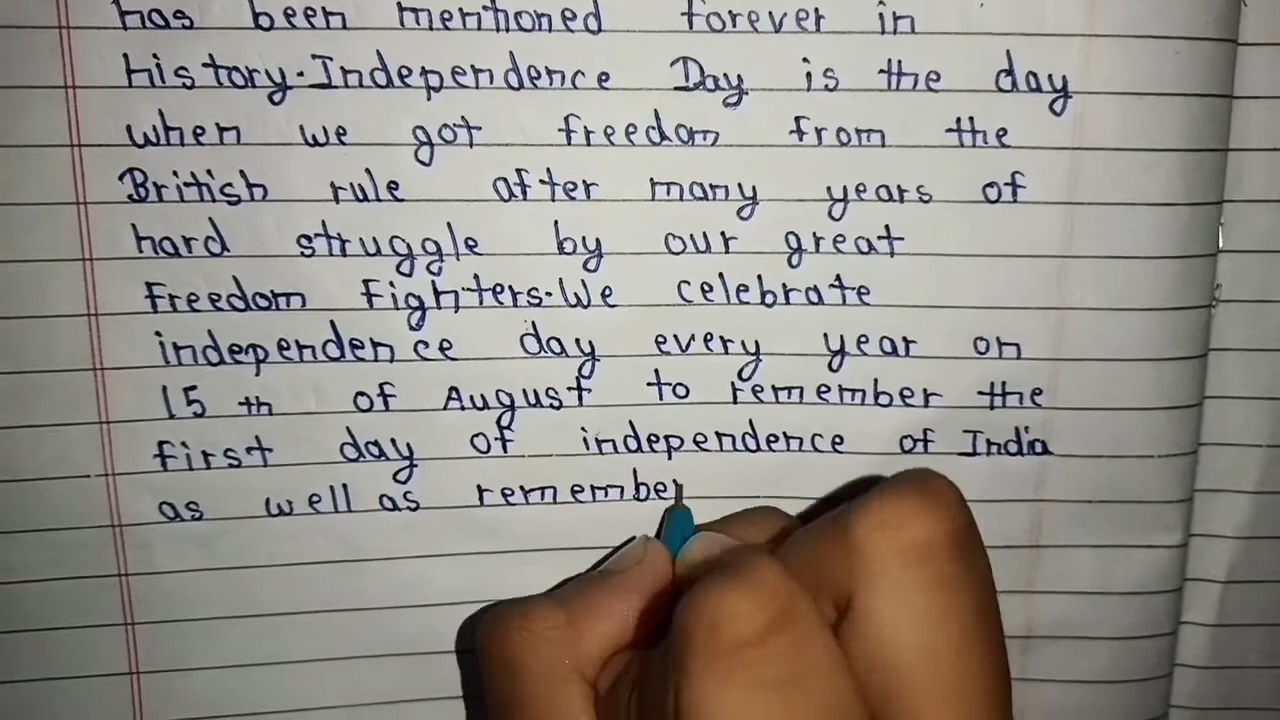 has been mentioned forever in
history.Independence Day is the day
when we got freedom from the
British rule after many years of
hard struggle by our great
freedom fighters.We celebrate
independence day every year on
15 th of August to remember the
first day of independence of India
as well as remember